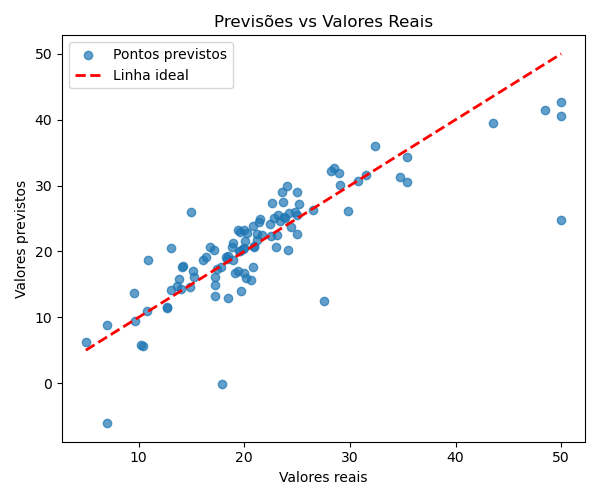 Previsões vs Valores Reais
Pontos previstos
Linha ideal
Valores previstos
50
40
30
20
10
0
10
20
30
40
50
Valores reais